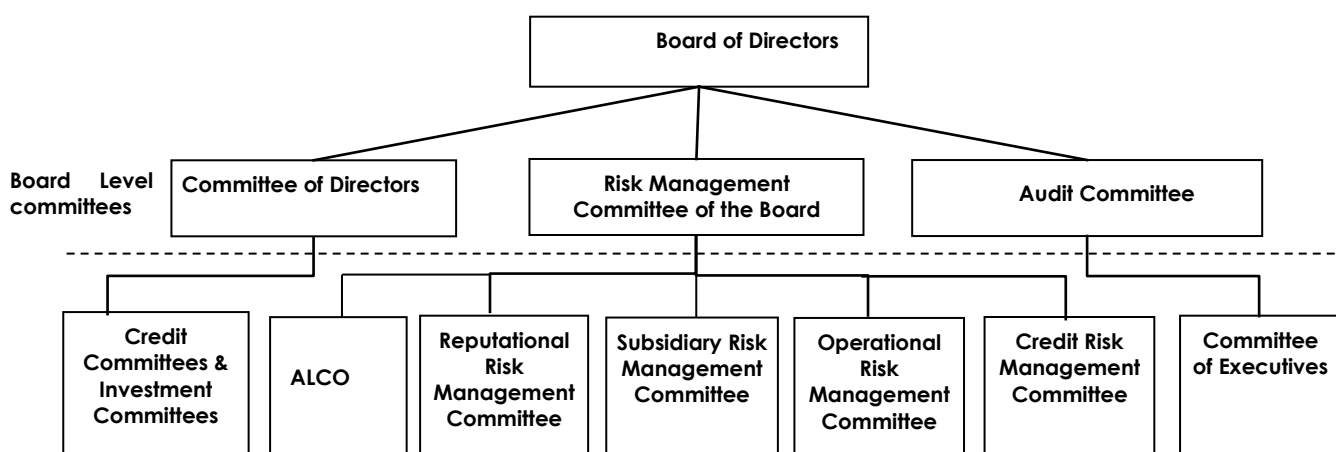 Board of Directors
Board Level
committees
Committee of Directors
Risk Management
Committee of the Board
Audit Committee
Credit
Committees &
Investment
Committees
ALCO
Reputational
Risk
Management
Committee
Subsidiary Risk
Management
Committee
Operational
Risk
Management
Committee
Credit Risk
Management
Committee
Committee
of Executives